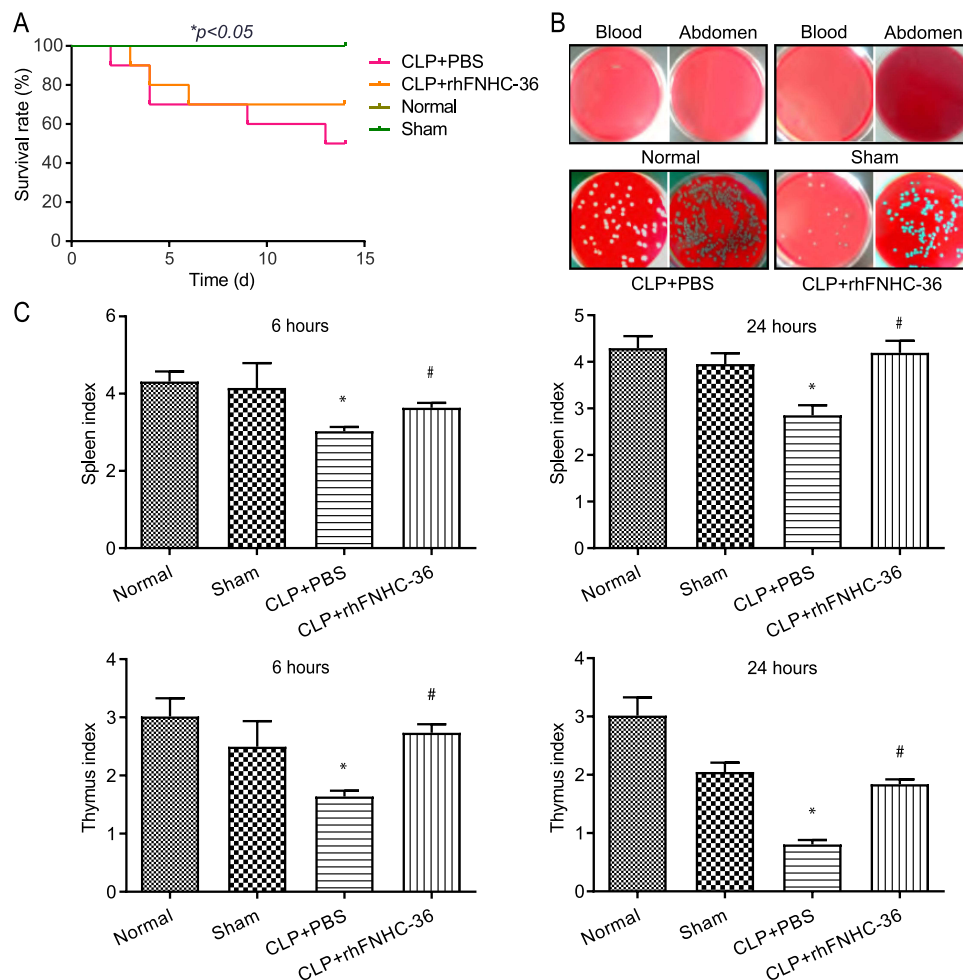 A
*p<0.05
Survival rate (%)
100
80
60
40
20
0
0
5
10
15
Time (d)
CLP+PBS
CLP+rhFNHC-36
Normal
Sham
B
Blood Abdomen Blood Abdomen
Normal Sham
CLP+PBS CLP+rhFNHC-36
C
6 hours
Spleen index
6
4
2
0
*
#
Normal
Sham
CLP+PBS
CLP+rhFNHC-36
24 hours
Spleen index
5
4
3
2
1
0
*
#
Normal
Sham
CLP+PBS
CLP+rhFNHC-36
6 hours
Thymus index
4
3
2
1
0
*
#
Normal
Sham
CLP+PBS
CLP+rhFNHC-36
24 hours
Thymus index
4
3
2
1
0
*
#
Normal
Sham
CLP+PBS
CLP+rhFNHC-36